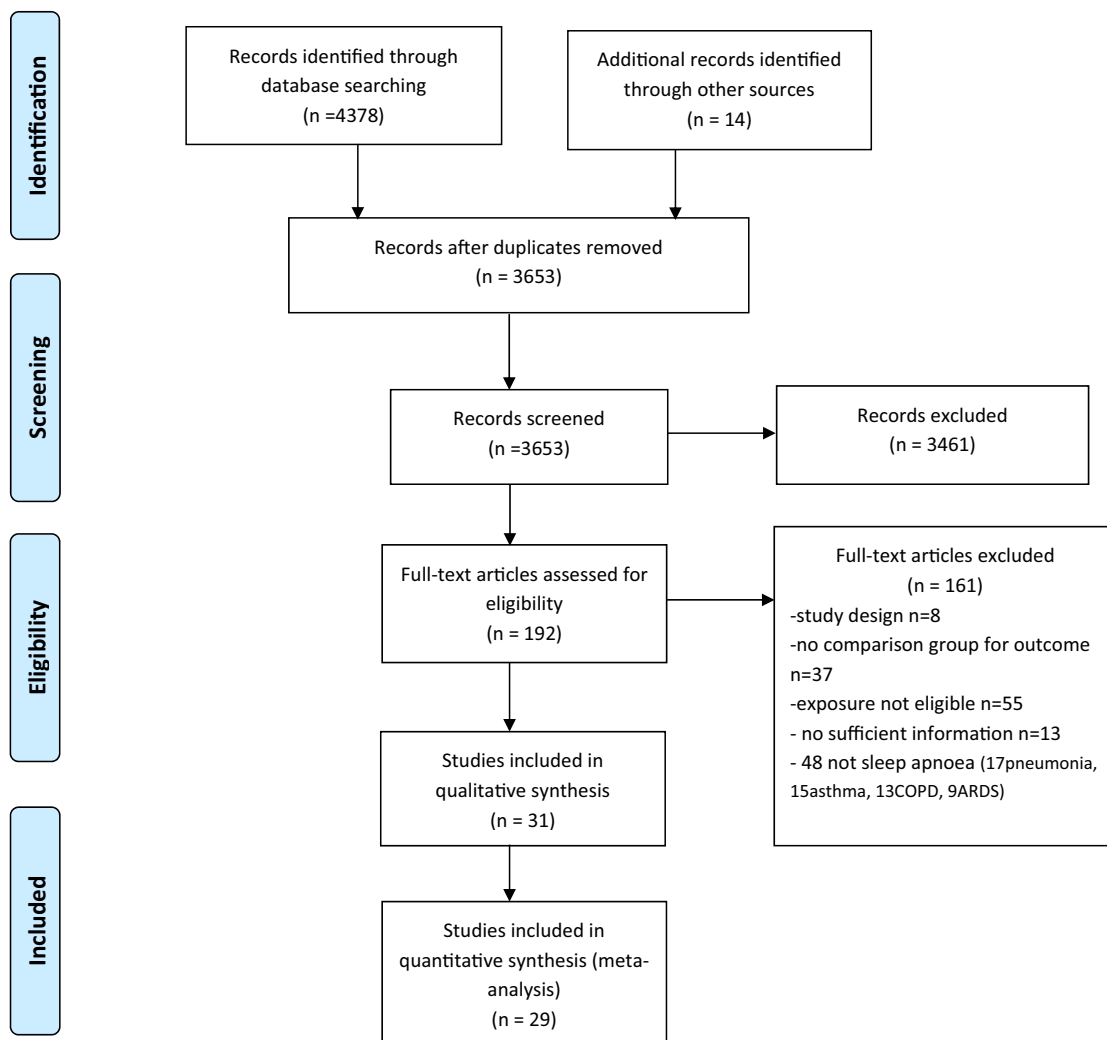 Identification
Records identified through
database searching
(n =4378)
Additional records identified
through other sources
(n = 14)
Records after duplicates removed
(n = 3653)
Screening
Records screened
(n =3653)
Records excluded
(n = 3461)
Eligibility
Full-text articles assessed for
eligibility
(n = 192)
Full-text articles excluded
(n = 161)
-study design n=8
-no comparison group for outcome
n=37
-exposure not eligible n=55
- no sufficient information n=13
- 48 not sleep apnoea (17pneumonia,
15asthma, 13COPD, 9ARDS)
Studies included in
qualitative synthesis
(n = 31)
Included
Studies included in
quantitative synthesis (meta-
analysis)
(n = 29)